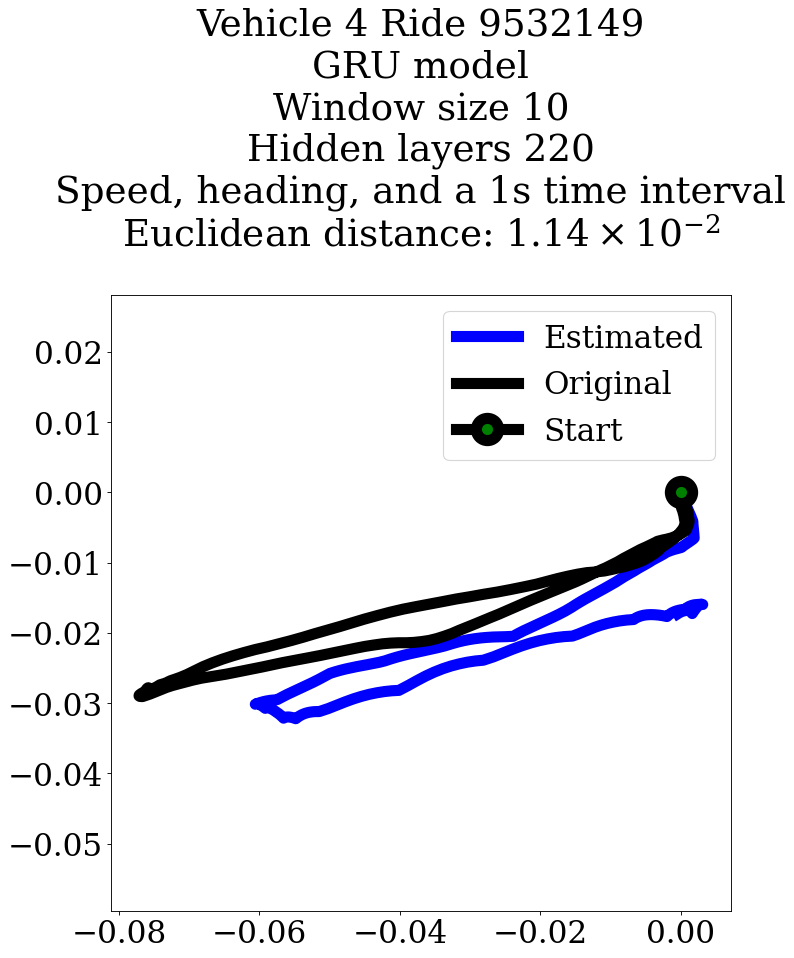 Vehicle 4 Ride 9532149
GRU model
Window size 10
Hidden layers 220
Speed, heading, and a 1s time interval
Euclidean distance: 1.14 × 10⁻²
Estimated
Original
Start
0.02
0.01
0.00
−0.01
−0.02
−0.03
−0.04
−0.05
−0.08 −0.06 −0.04 −0.02 0.00